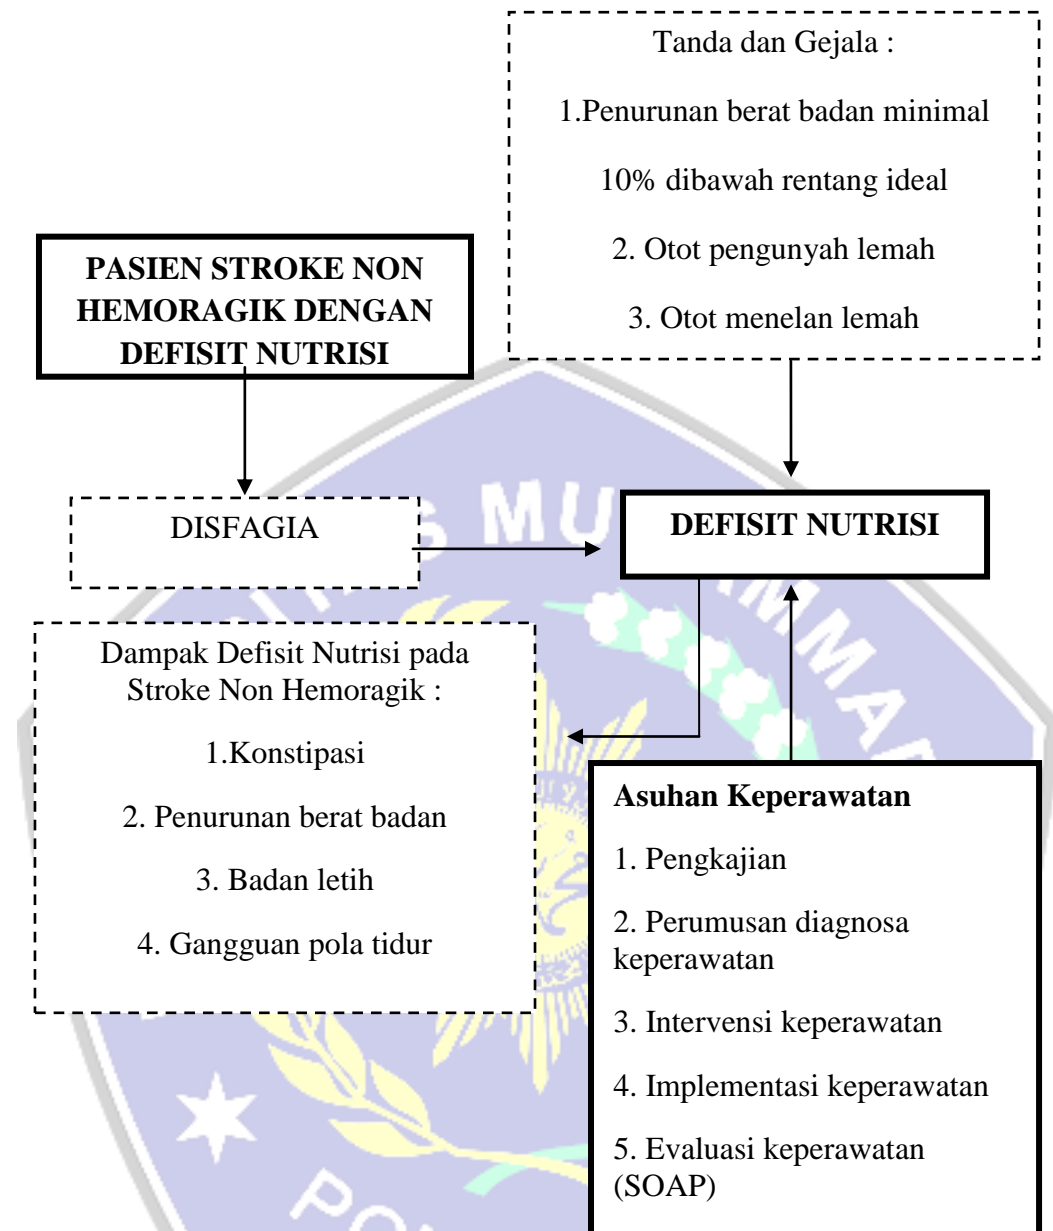 Tanda dan Gejala :
1.Penurunan berat badan minimal
10% dibawah rentang ideal
2. Otot pengunyah lemah
3. Otot menelan lemah
PASIEN STROKE NON
HEMORAGIK DENGAN
DEFISIT NUTRISI
DISFAGIA
DEFISIT NUTRISI
Dampak Defisit Nutrisi pada
Stroke Non Hemoragik :
1.Konstipasi
2. Penurunan berat badan
3. Badan letih
4. Gangguan pola tidur
Asuhan Keperawatan
1. Pengkajian
2. Perumusan diagnosa
keperawatan
3. Intervensi keperawatan
4. Implementasi keperawatan
5. Evaluasi keperawatan
(SOAP)